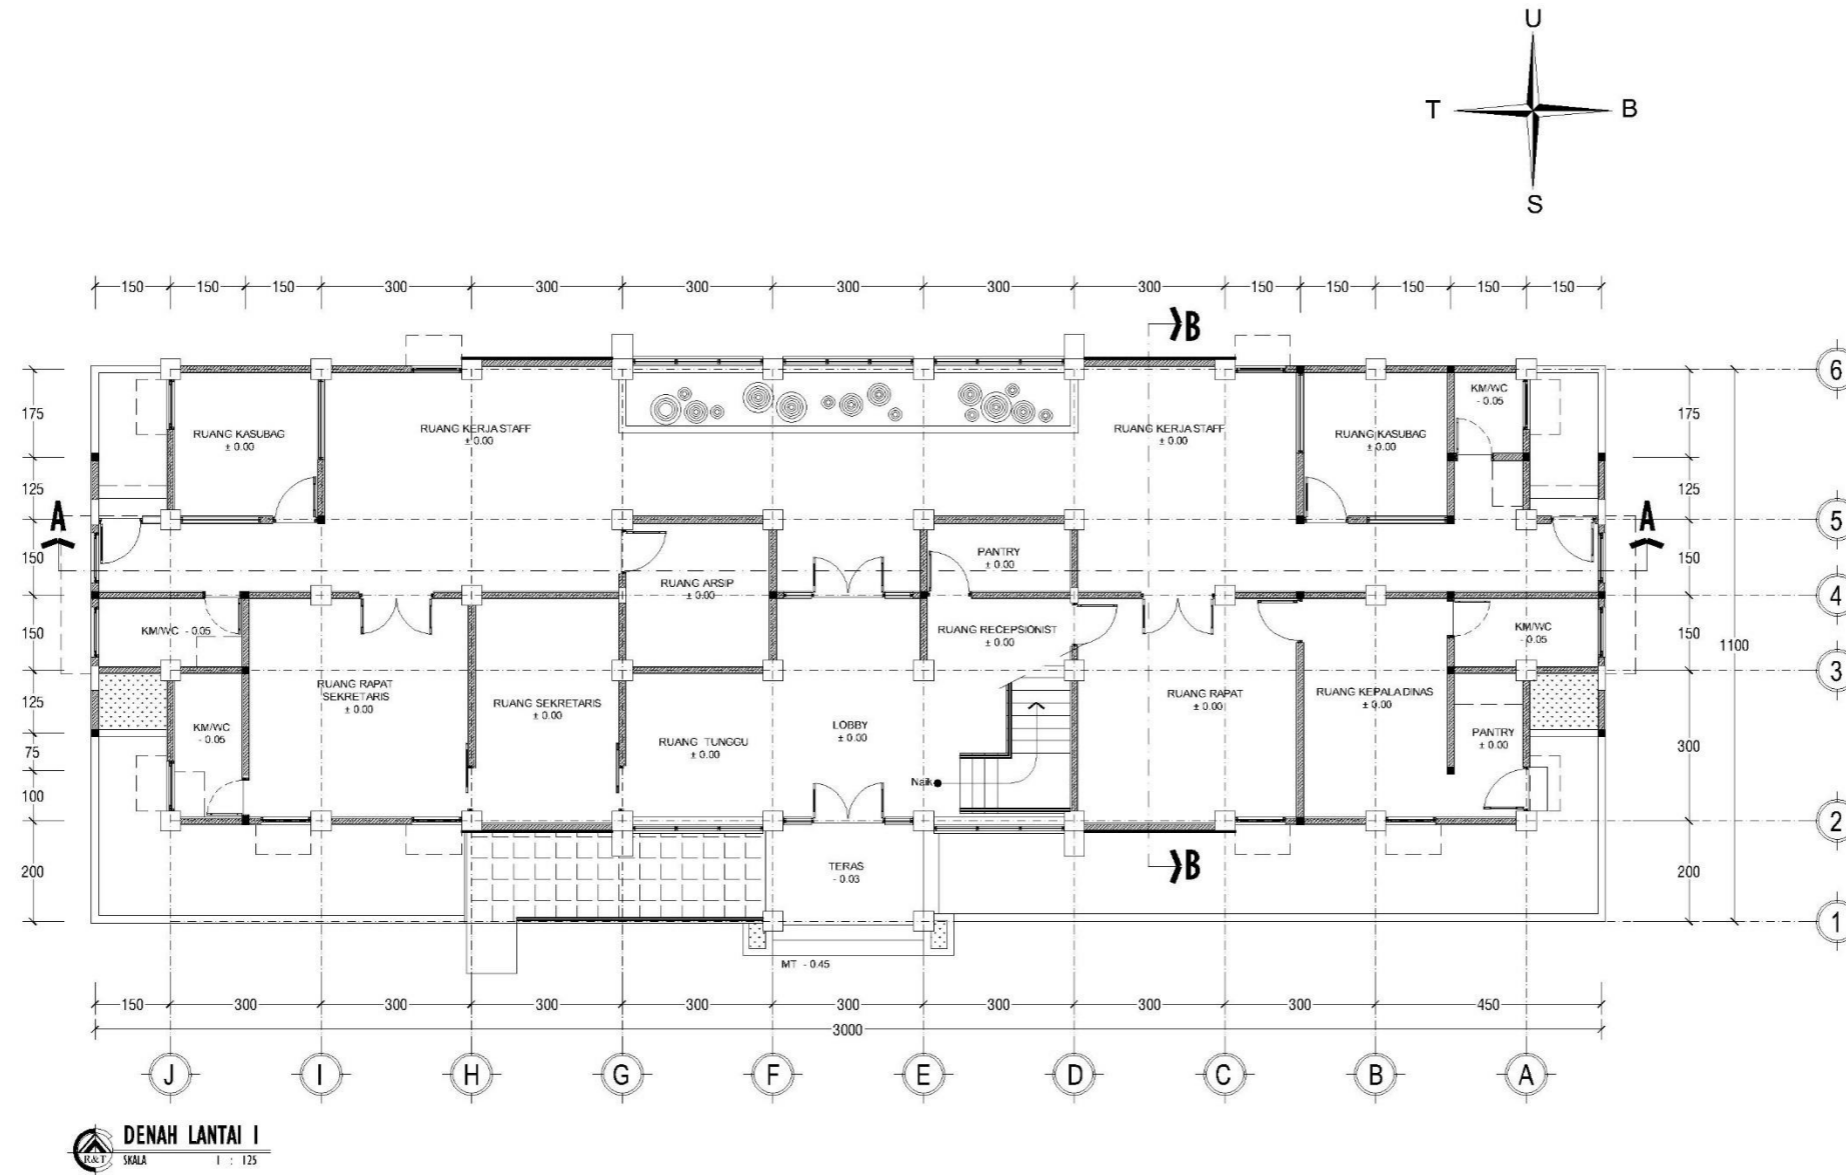 U
T B
S
150 150 150 300 300 300 300 300 300 150 150 150 150 150
B
6
175 175
KM/WC
- 0.05
RUANG KASUBAG
± 0.00
RUANG KERJA STAFF
± 0.00
RUANG KERJA STAFF
± 0.00
RUANG KASUBAG
± 0.00
125 125
A A
5
150 150
PANTRY
± 0.00
RUANG ARSIP
± 0.00
4
150 150
1100
KM/WC - 0.05
RUANG RECEPSIONIST
± 0.00
KM/WC
- 0.05
3
RUANG RAPAT
SEKRETARIS
± 0.00
RUANG SEKRETARIS
± 0.00
RUANG RAPAT
± 0.00
RUANG KEPALA DINAS
± 0.00
125
KM/WC
- 0.05
RUANG TUNGGU
± 0.00
LOBBY
± 0.00
PANTRY
± 0.00
75 300
Naik
100
2
B
200 200
TERAS
- 0.03
1
MT - 0.45
150 300 300 300 300 300 300 300 300 450
3000
J I H G F E D C B A
DENAH LANTAI I
R&T
SKALA 1 : 125